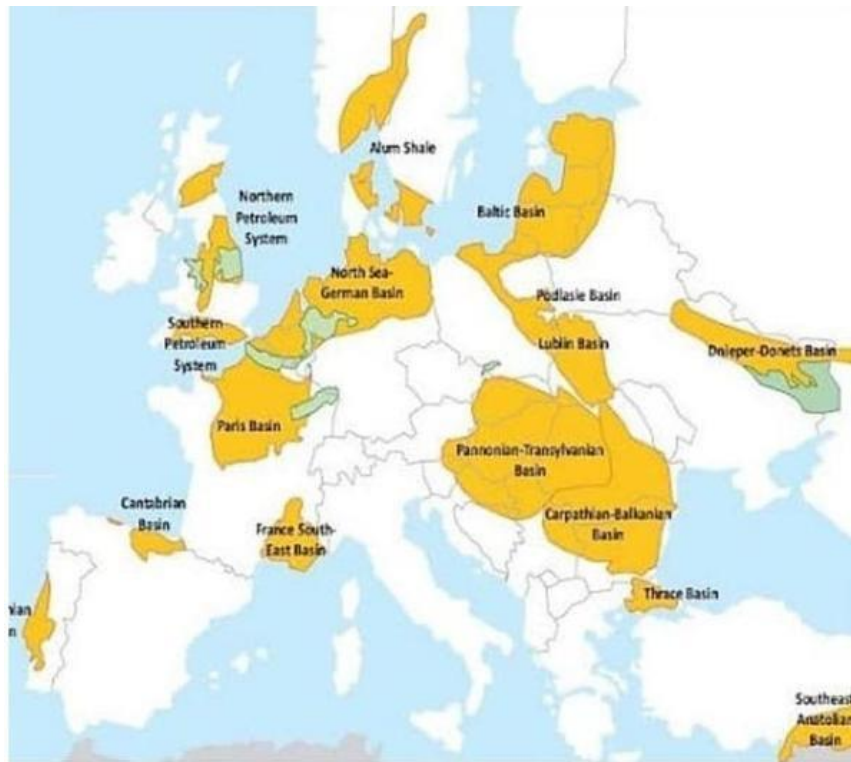 Alum Shale
Northern
Petroleum
System
Baltic Basin
North Sea-
German Basin
Podlasie Basin
Southern
Petroleum
System
Lublin Basin
Dnieper-Donets Basin
Paris Basin
Pannonian-Transylvanian
Basin
Cantabrian
Basin
France South-
East Basin
Carpathian-Balkanian
Basin
Thrace Basin
nian
n
Southeast
Anatolian
Basin